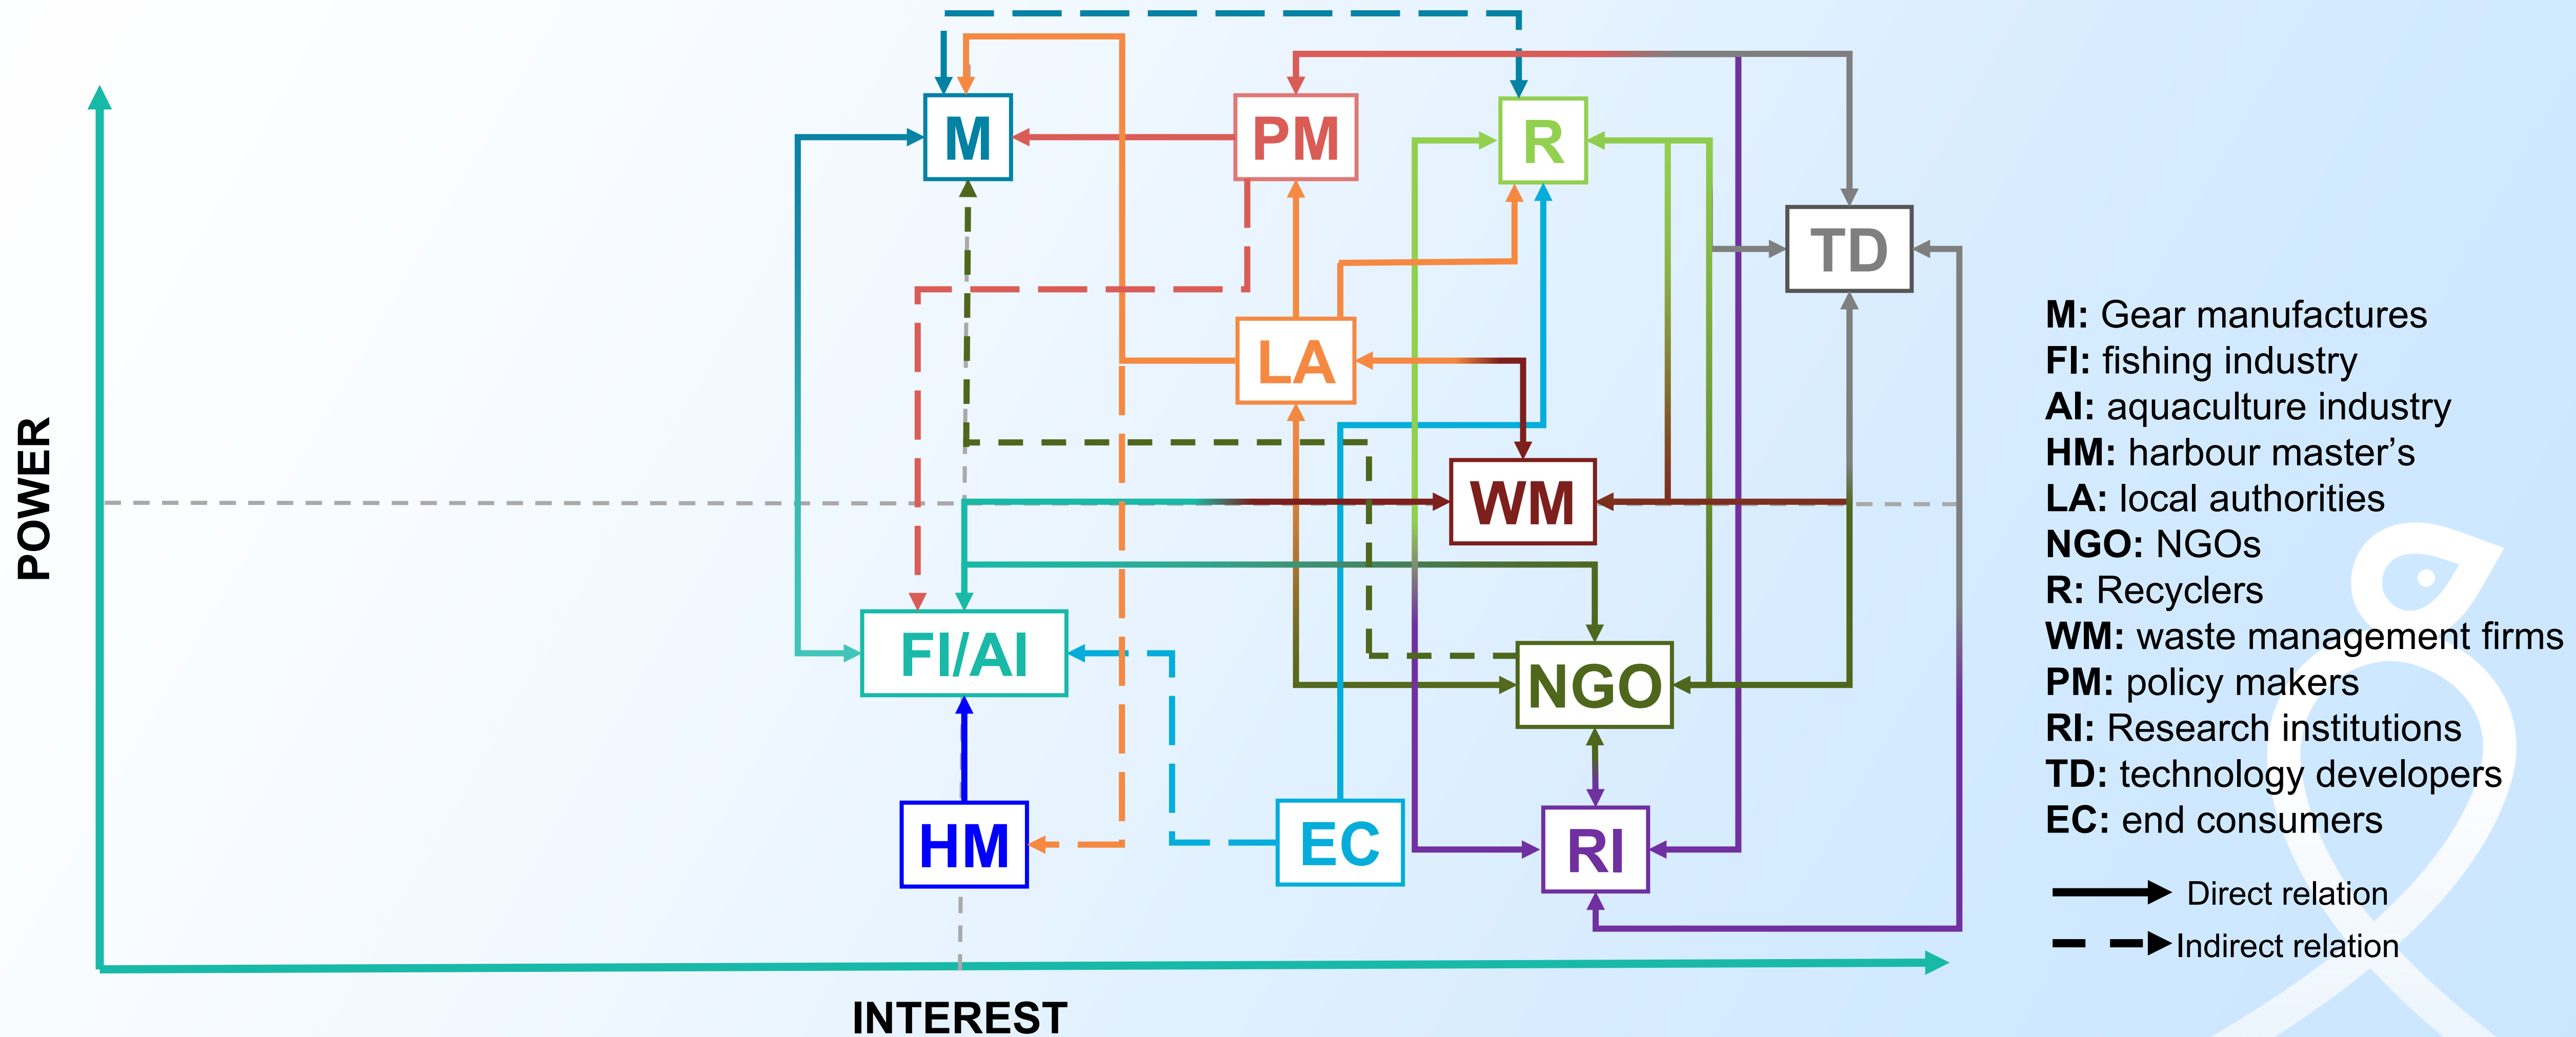 M
PM
R
TD
LA
WM
FI/AI
NGO
HM
EC
RI
POWER
INTEREST
M: Gear manufactures
FI: fishing industry
AI: aquaculture industry
HM: harbour master’s
LA: local authorities
NGO: NGOs
R: Recyclers
WM: waste management firms
PM: policy makers
RI: Research institutions
TD: technology developers
EC: end consumers
Direct relation
Indirect relation